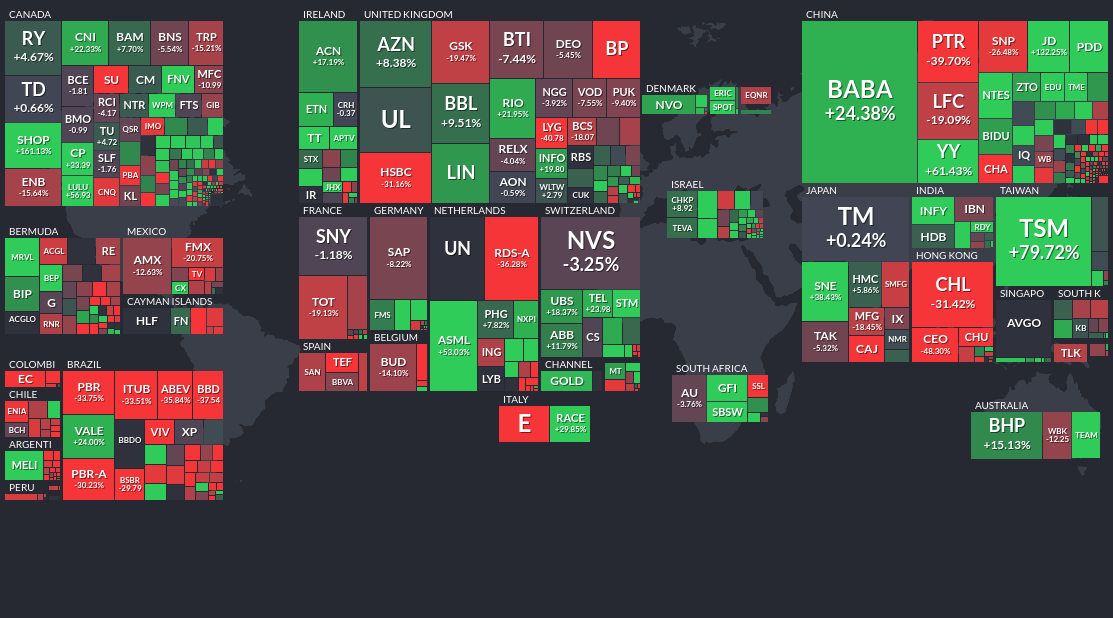 CANADA
RY
+4.67%
CNI
+22.33%
BAM
+7.70%
BNS
-5.54%
TRP
-15.21%
TD
+0.66%
BCE
-1.81
SU
CM
FNV
MFC
-10.99
BMO
-0.99
RCI
-4.17
NTR
WPM
FTS
GIB
SHOP
+161.13%
CP
+33.39
TU
+4.72
QSR
IMO
SLF
-1.76
PBA
ENB
-15.64%
LULU
+56.93
CNQ
KL
IRELAND
ACN
+17.19%
ETN
CRH
-0.37
TT
APTV
STX
IR
JHX
UNITED KINGDOM
AZN
+8.38%
GSK
-19.47%
BTI
-7.44%
DEO
-5.45%
BP
UL
BBL
+9.51%
RIO
+21.95%
NGG
-3.92%
VOD
-7.55%
PUK
-9.40%
LYG
-40.78
BCS
-18.07
HSBC
-31.16%
LIN
RELX
-4.04%
INFO
+19.80
RBS
AON
-0.59%
WLTW
+2.79
CUK
DENMARK
NVO
ERIC
SPOT
EQNR
ISRAEL
CHKP
+8.92
TEVA
CHINA
BABA
+24.38%
PTR
-39.70%
SNP
-26.48%
JD
+132.25%
PDD
LFC
-19.09%
NTES
ZTO
EDU
TME
YY
+61.43%
BIDU
CHA
IQ
WB
BERMUDA
MRVL
ACGL
RE
BEP
BIP
G
ACGLO
RNR
MEXICO
AMX
-12.63%
FMX
-20.75%
TV
CX
CAYMAN ISLANDS
HLF
FN
FRANCE
SNY
-1.18%
TOT
-19.13%
GERMANY
SAP
-8.22%
FMS
NETHERLANDS
UN
RDS-A
-36.28%
ASML
+53.03%
PHG
+7.82%
NXPI
ING
LYB
SWITZERLAND
NVS
-3.25%
UBS
+18.37%
TEL
+23.98
STM
ABB
+11.79%
CS
SPAIN
SAN
TEF
BBVA
BELGIUM
BUD
-14.10%
CHANNEL
GOLD
MT
ITALY
E
RACE
+29.85%
JAPAN
TM
+0.24%
SNE
+38.43%
HMC
+5.86%
SMFG
MFG
-18.45%
IX
TAK
-5.32%
CAJ
NMR
INDIA
INFY
IBN
HDB
RDY
HONG KONG
CHL
-31.42%
CEO
-48.30%
CHU
TAIWAN
TSM
+79.72%
SINGAPO
AVGO
SOUTH K
KB
TLK
COLOMBI
EC
CHILE
ENIA
BCH
ARGENTI
MELI
PERU
BRAZIL
PBR
-33.75%
ITUB
-33.51%
ABEV
-35.84%
BBD
-37.54
VALE
+24.00%
BBDO
VIV
XP
PBR-A
-30.23%
BSBR
-29.79
SOUTH AFRICA
AU
-3.76%
GFI
SSL
SBSW
AUSTRALIA
BHP
+15.13%
WBK
-12.25
TEAM